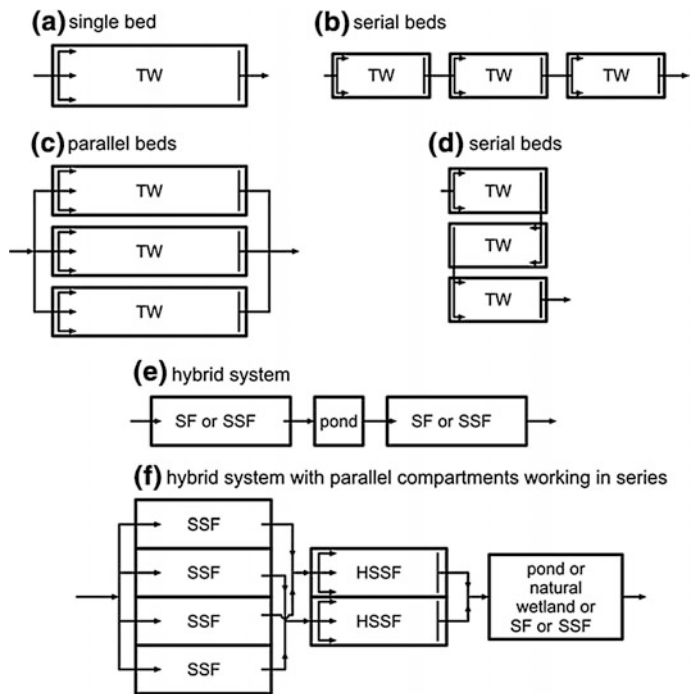 (a) single bed
TW
(b) serial beds
TW TW TW
(c) parallel beds
TW
TW
TW
(d) serial beds
TW
TW
TW
(e) hybrid system
SF or SSF pond SF or SSF
(f) hybrid system with parallel compartments working in series
SSF
SSF
SSF
SSF
HSSF
HSSF
pond or
natural
wetland or
SF or SSF